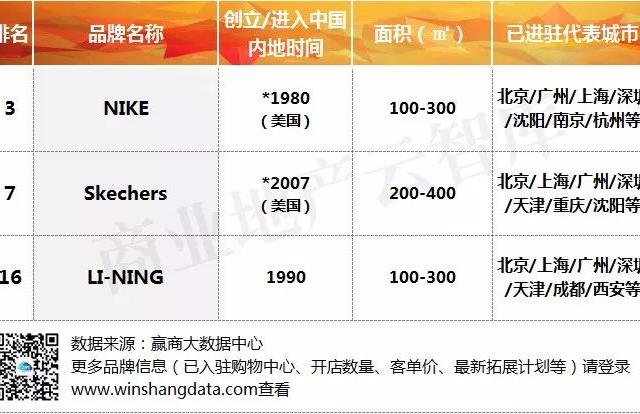 排名 品牌名称 创立/进入中国 面积（㎡） 已进驻代表城市
内地时间
3 NIKE *1980 100-300 北京/广州/上海/深圳
（美国） /沈阳/南京/杭州等
7 Skechers *2007 200-400 北京/上海/广州/深圳
（美国） /天津/重庆/沈阳等
16 LI-NING 1990 100-300 北京/上海/广州/深圳
/天津/成都/西安等
商业地产云智库
数据来源：赢商大数据中心
更多品牌信息（已入驻购物中心、开店数量、客单价、最新拓展计划等）请登录
www.winshangdata.com查看